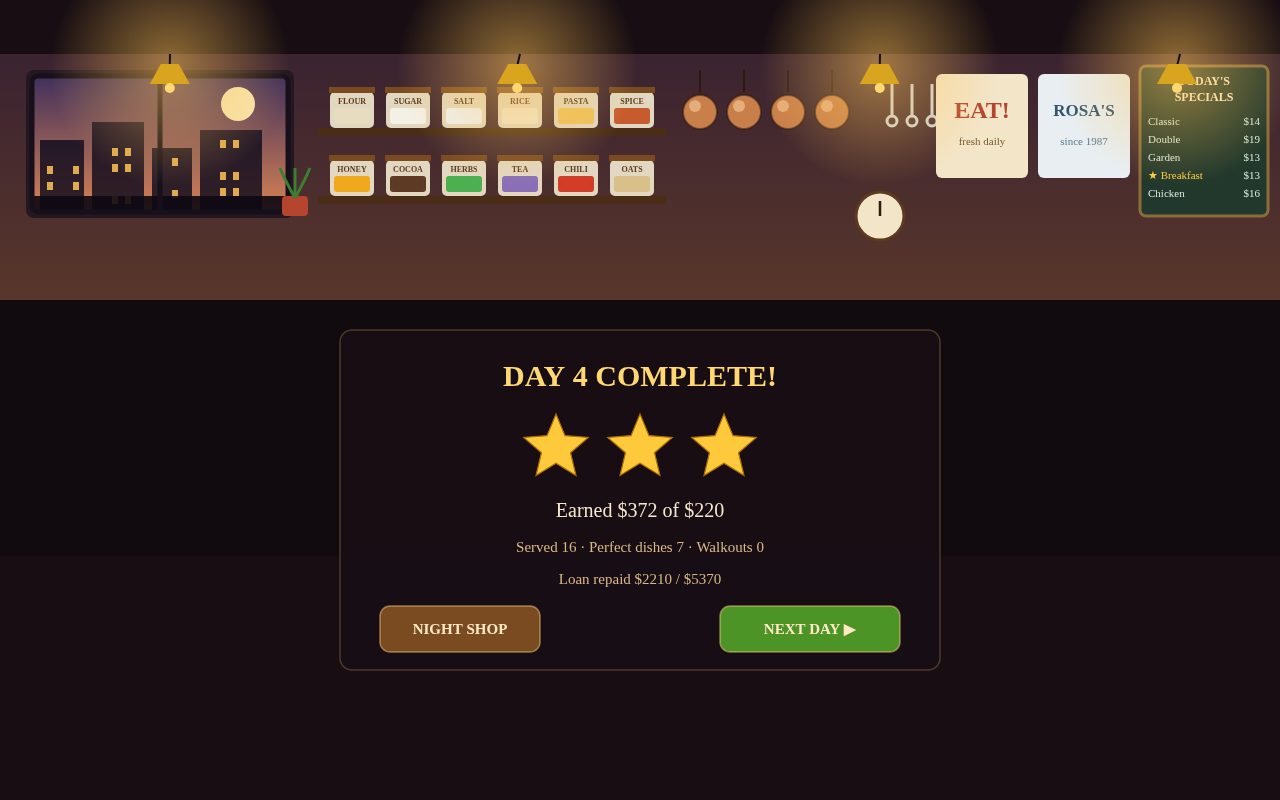 FLOUR
SUGAR
SALT
RICE
PASTA
SPICE
HONEY
COCOA
HERBS
TEA
CHILI
OATS
EAT!
fresh daily
ROSA'S
since 1987
DAY'S
SPECIALS
Classic $14
Double $19
Garden $13
★ Breakfast $13
Chicken $16
DAY 4 COMPLETE!
Earned $372 of $220
Served 16 · Perfect dishes 7 · Walkouts 0
Loan repaid $2210 / $5370
NIGHT SHOP
NEXT DAY ▶